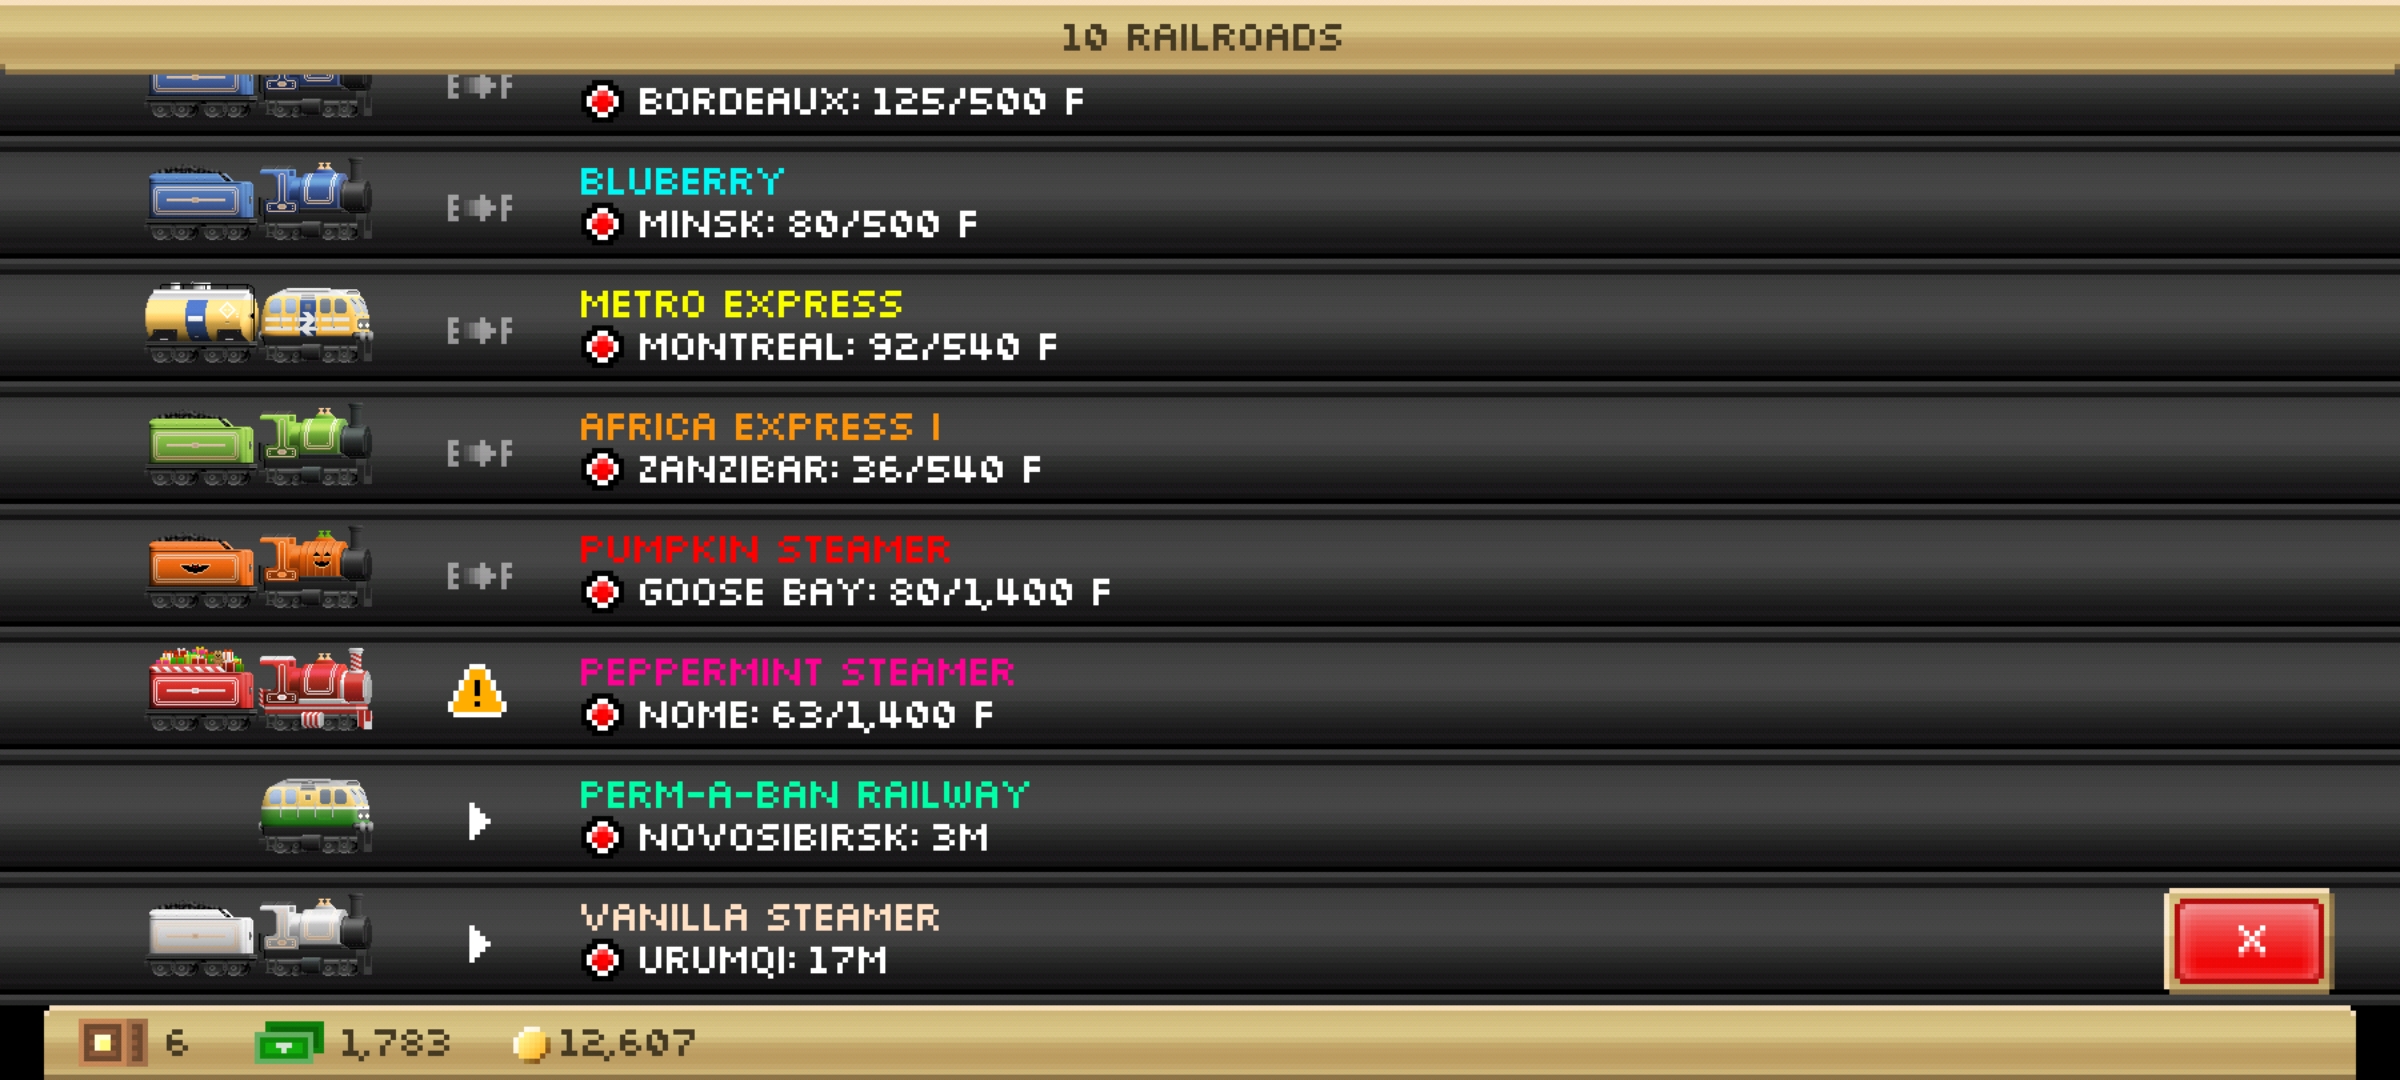 10 RAILROADS
E F
BORDEAUX: 125/500 F
BLUBERRY
E F
MINSK: 80/500 F
METRO EXPRESS
E F
MONTREAL: 92/540 F
AFRICA EXPRESS I
E F
ZANZIBAR: 36/540 F
PUMPKIN STEAMER
E F
GOOSE BAY: 80/1,400 F
PEPPERMINT STEAMER
!
NOME: 63/1,400 F
PERM-A-BAN RAILWAY
NOVOSIBIRSK: 3M
VANILLA STEAMER
URUMQI: 17M
X
6 1,783 12,607